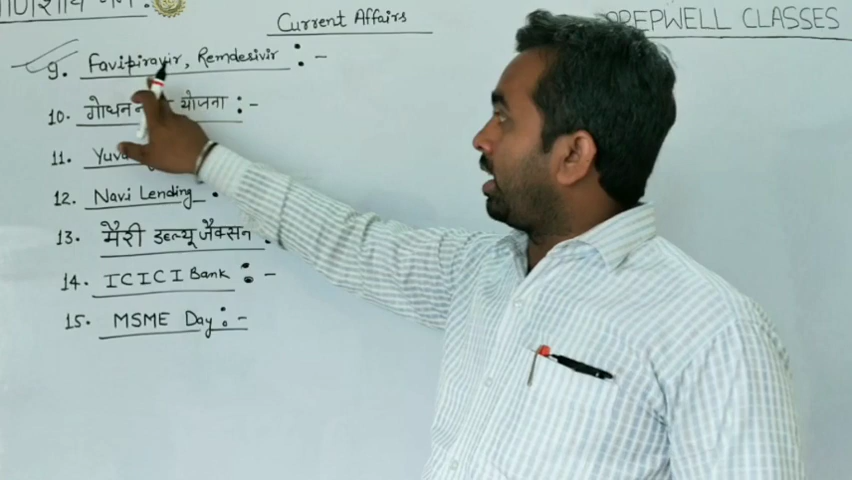 Current Affairs
PREPWELL CLASSES
9. Favipiravir, Remdesivir :-
10. गोधन योजना :-
11.
12. Navi Lending
13. मैरी डब्ल्यू जैक्सन
14. ICICI Bank :-
15. MSME Day :-